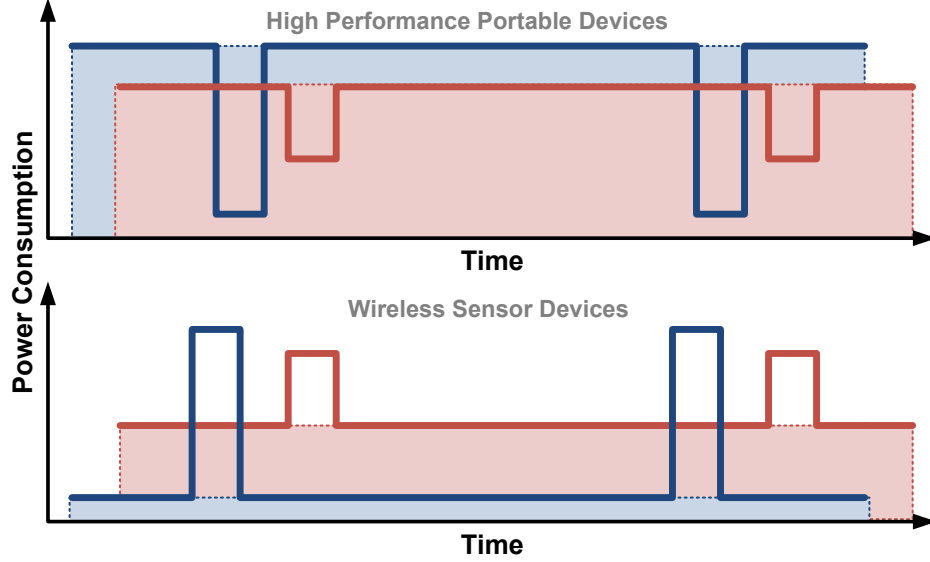 High Performance Portable Devices
Power Consumption
Time
Wireless Sensor Devices
Time